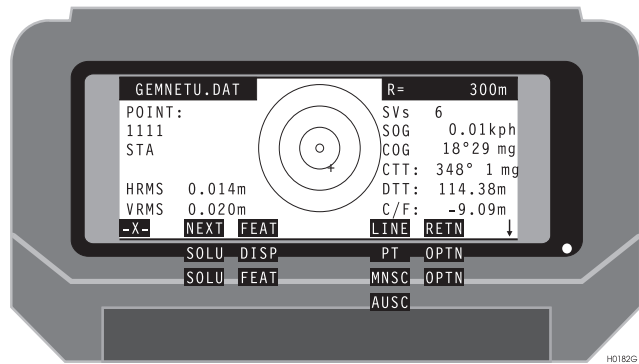 GEMNETU.DAT R= 300m
POINT: SVs 6
1111 SOG 0.01kph
STA COG 18°29 mg
CTT: 348° 1 mg
HRMS 0.014m DTT: 114.38m
VRMS 0.020m C/F: -9.09m
-X- NEXT FEAT LINE RETN ↓
SOLU DISP PT OPTN
SOLU FEAT MNSC OPTN
AUSC
H0182G